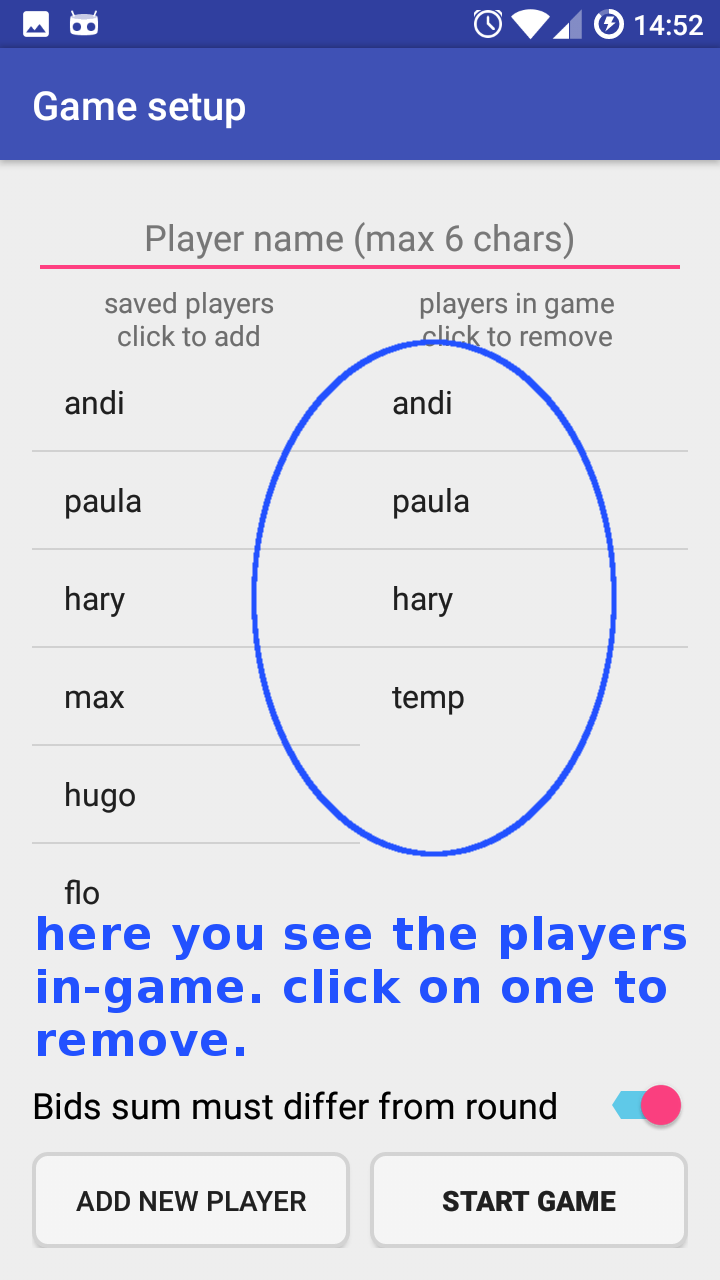 14:52
Game setup
Player name (max 6 chars)
saved players
click to add
players in game
click to remove
andi
andi
paula
paula
hary
hary
max
temp
hugo
flo
here you see the players
in-game. click on one to
remove.
Bids sum must differ from round
ADD NEW PLAYER
START GAME